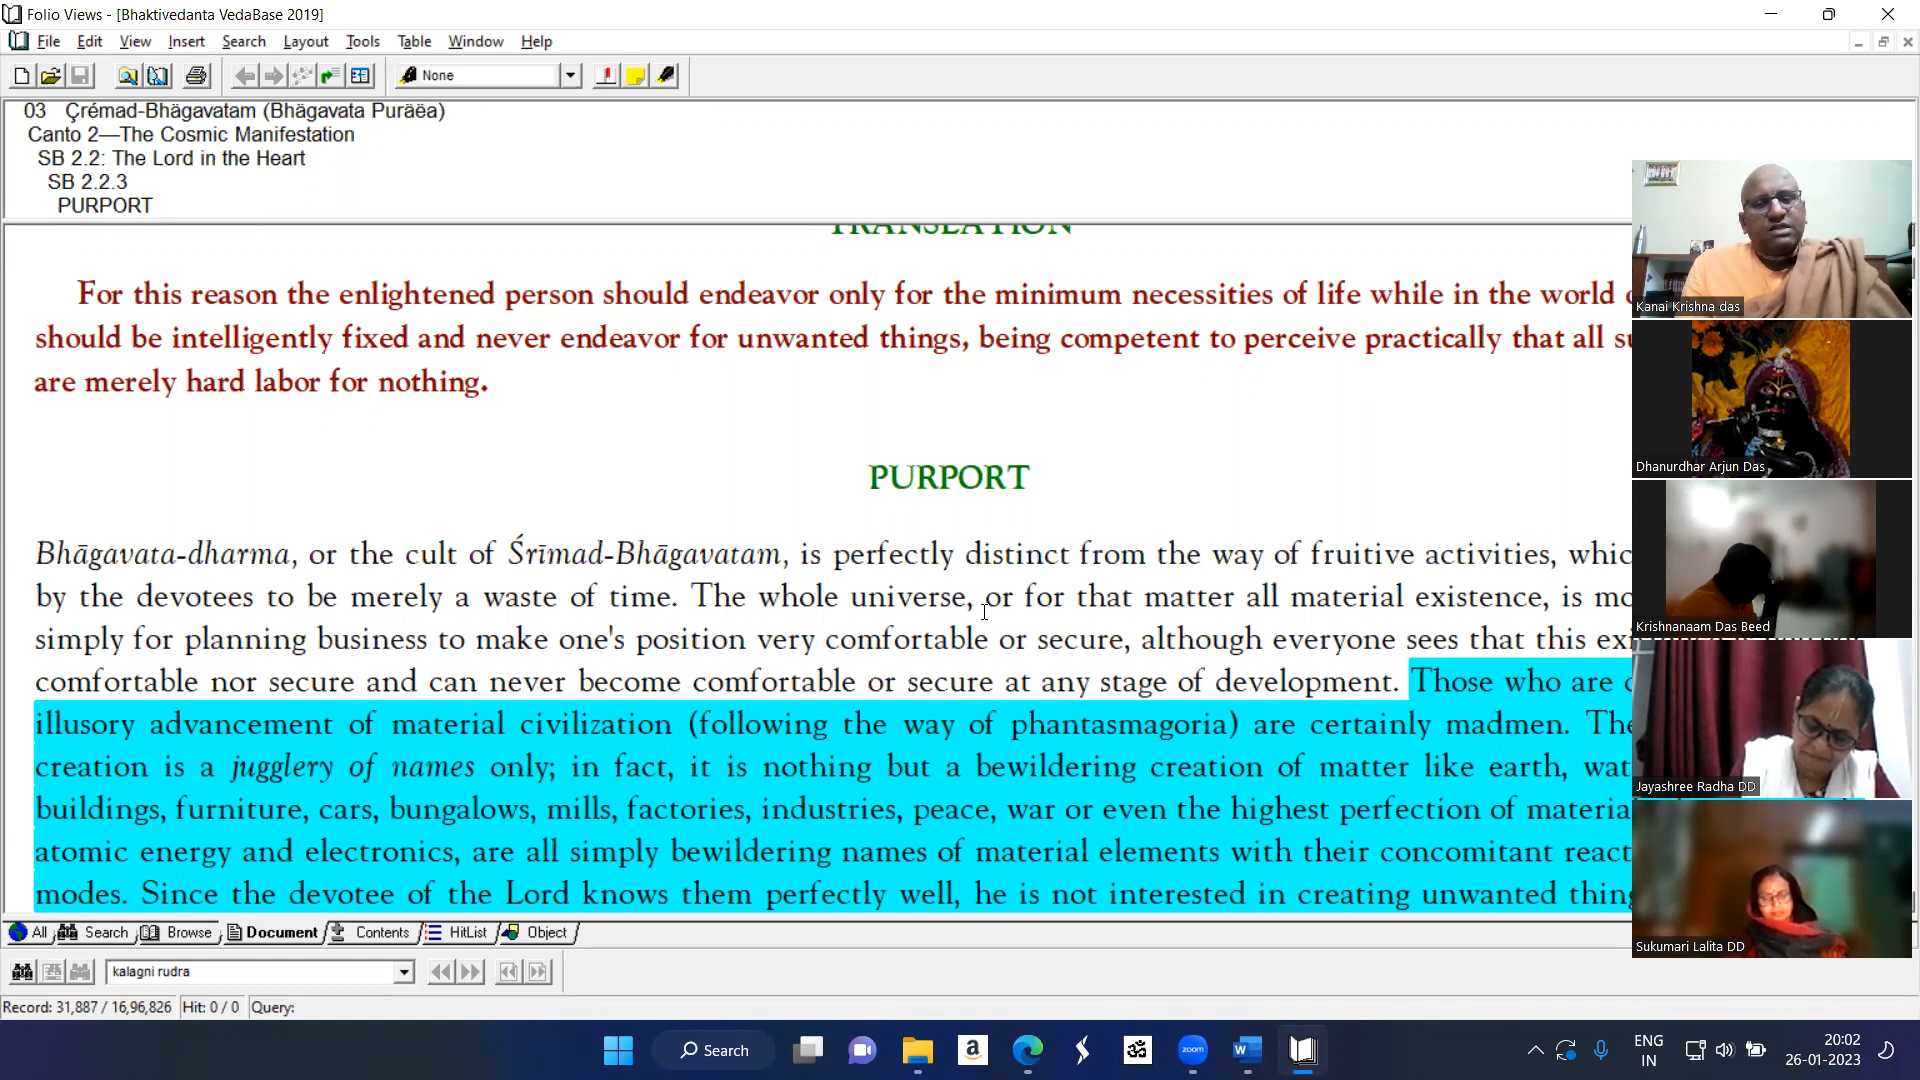 Folio Views - [Bhaktivedanta VedaBase 2019]
File Edit View Insert Search Layout Tools Table Window Help
None
03 Çrémad-Bhägavatam (Bhägavata Puräëa)
Canto 2—The Cosmic Manifestation
SB 2.2: The Lord in the Heart
SB 2.2.3
PURPORT
TRANSLATION
For this reason the enlightened person should endeavor only for the minimum necessities of life while in the world
should be intelligently fixed and never endeavor for unwanted things, being competent to perceive practically that all
are merely hard labor for nothing.
PURPORT
Bhāgavata-dharma, or the cult of Śrīmad-Bhāgavatam, is perfectly distinct from the way of fruitive activities,
by the devotees to be merely a waste of time. The whole universe, or for that matter all material existence, is
simply for planning business to make one's position very comfortable or secure, although everyone sees that this
comfortable nor secure and can never become comfortable or secure at any stage of development. Those who are
illusory advancement of material civilization (following the way of phantasmagoria) are certainly madmen.
creation is a jugglery of names only; in fact, it is nothing but a bewildering creation of matter like earth,
buildings, furniture, cars, bungalows, mills, factories, industries, peace, war or even the highest perfection of
atomic energy and electronics, are all simply bewildering names of material elements with their concomitant
modes. Since the devotee of the Lord knows them perfectly well, he is not interested in creating unwanted
Kanai Krishna das
Dhanurdhar Arjun Das
Krishnanaam Das Beed
Jayashree Radha DD
Sukumari Lalita DD
All Search Browse Document Contents HitList Object
kalagni rudra
Record: 31,887 / 16,96,826 Hit: 0 / 0 Query:
Search
a
ॐ
zoom
W
ENG
IN
20:02
26-01-2023